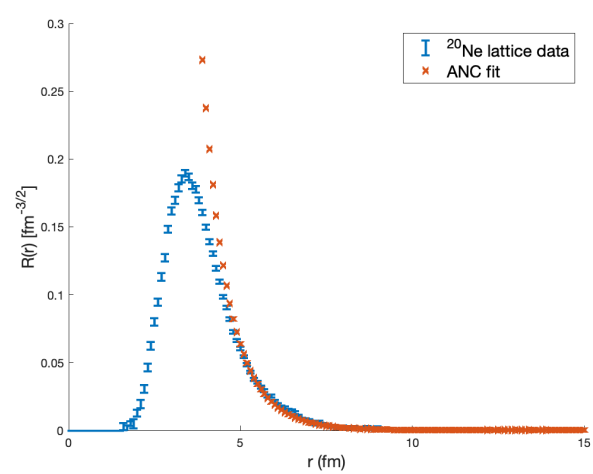 0.3
0.25
0.2
0.15
0.1
0.05
0
R(r) [fm⁻³/²]
²⁰Ne lattice data
ANC fit
0 5 10 15
r (fm)